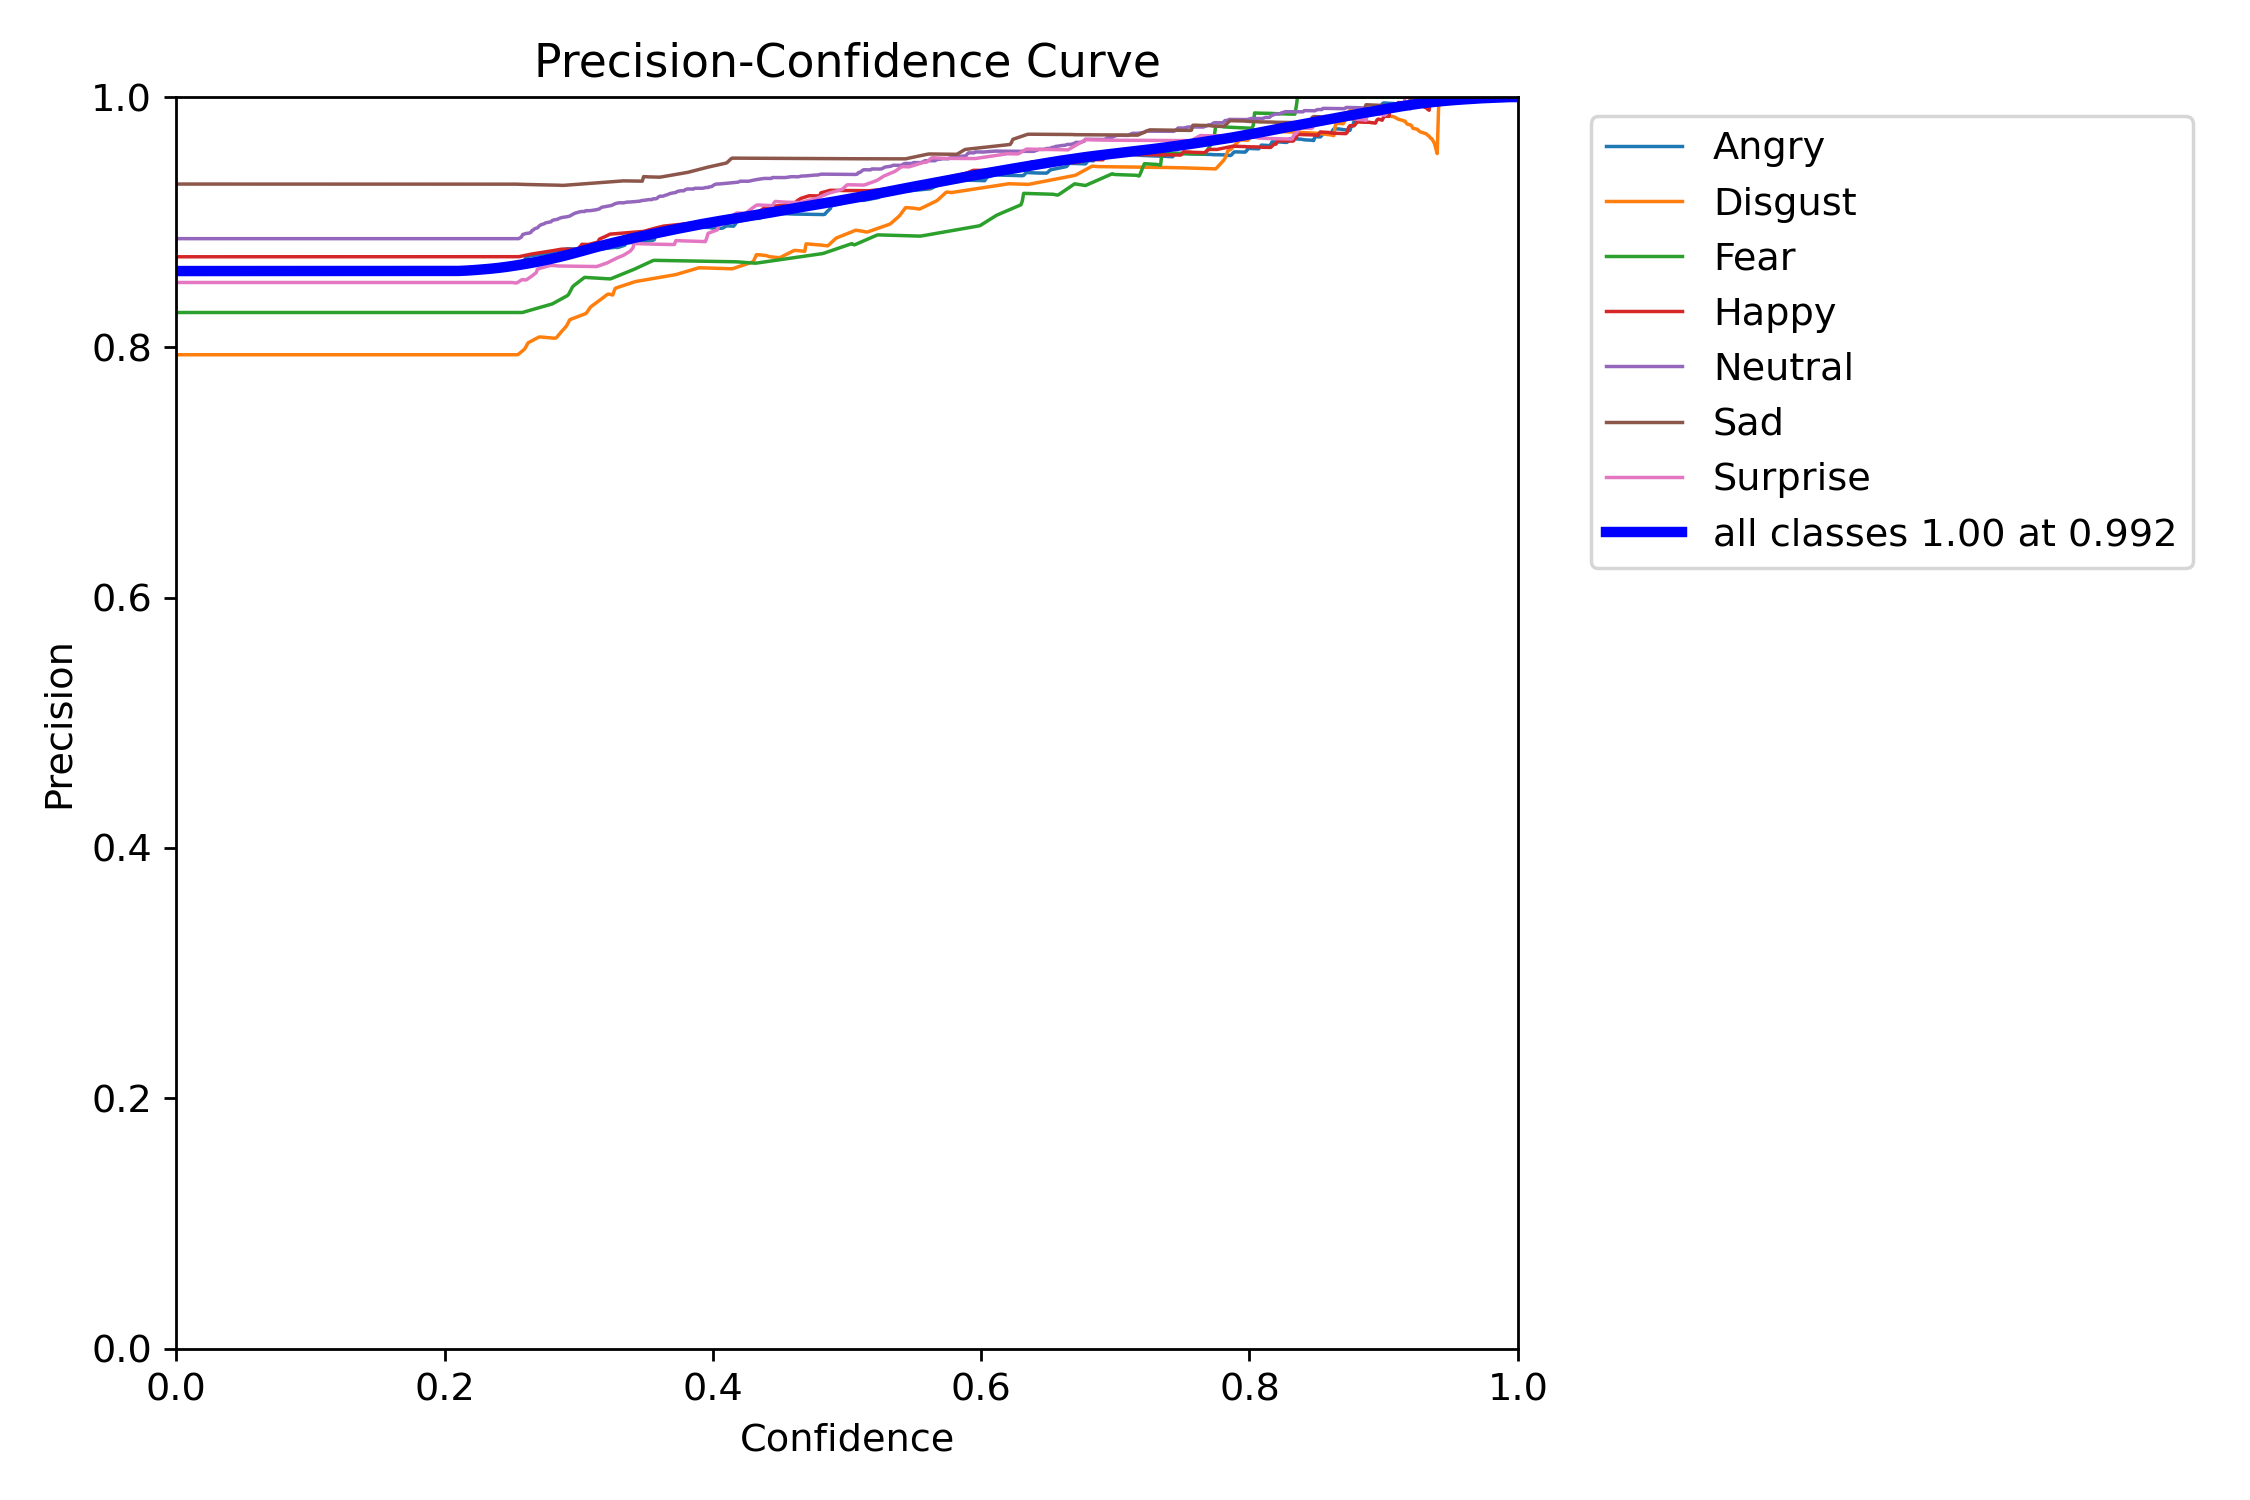 Precision-Confidence Curve
1.0
0.8
0.6
0.4
0.2
0.0
Precision
0.0 0.2 0.4 0.6 0.8 1.0
Confidence
Angry
Disgust
Fear
Happy
Neutral
Sad
Surprise
all classes 1.00 at 0.992